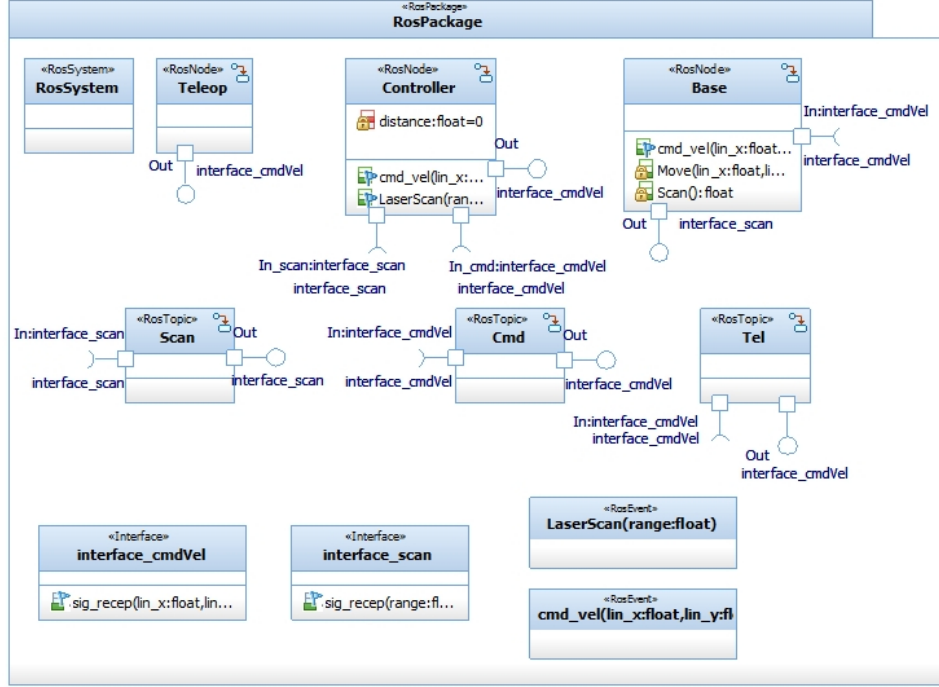 «RosPackage»
RosPackage
«RosSystem»
RosSystem
«RosNode»
Teleop
Out
interface_cmdVel
«RosNode»
Controller
distance:float=0
cmd_vel(lin_x:...
LaserScan(ran...
Out
interface_cmdVel
In_scan:interface_scan
interface_scan
In_cmd:interface_cmdVel
interface_cmdVel
«RosNode»
Base
cmd_vel(lin_x:float...
Move(lin_x:float,li...
Scan():float
In:interface_cmdVel
interface_cmdVel
Out
interface_scan
«RosTopic»
Scan
In:interface_scan
interface_scan
Out
interface_scan
«RosTopic»
Cmd
In:interface_cmdVel
interface_cmdVel
Out
interface_cmdVel
«RosTopic»
Tel
In:interface_cmdVel
interface_cmdVel
Out
interface_cmdVel
«Interface»
interface_cmdVel
sig_recep(lin_x:float,lin...
«Interface»
interface_scan
sig_recep(range:fl...
«RosEvent»
LaserScan(range:float)
«RosEvent»
cmd_vel(lin_x:float,lin_y:fl